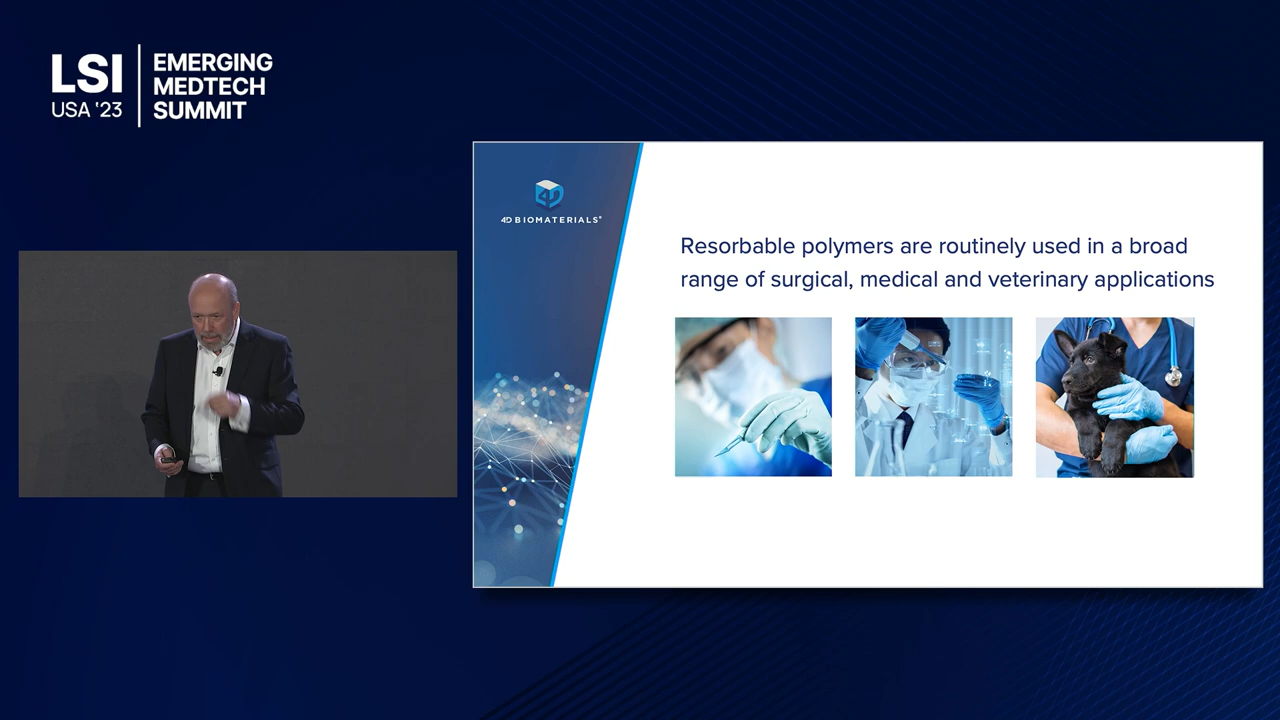 LSI
USA '23
EMERGING
MEDTECH
SUMMIT
4D BIOMATERIALS®
Resorbable polymers are routinely used in a broad
range of surgical, medical and veterinary applications